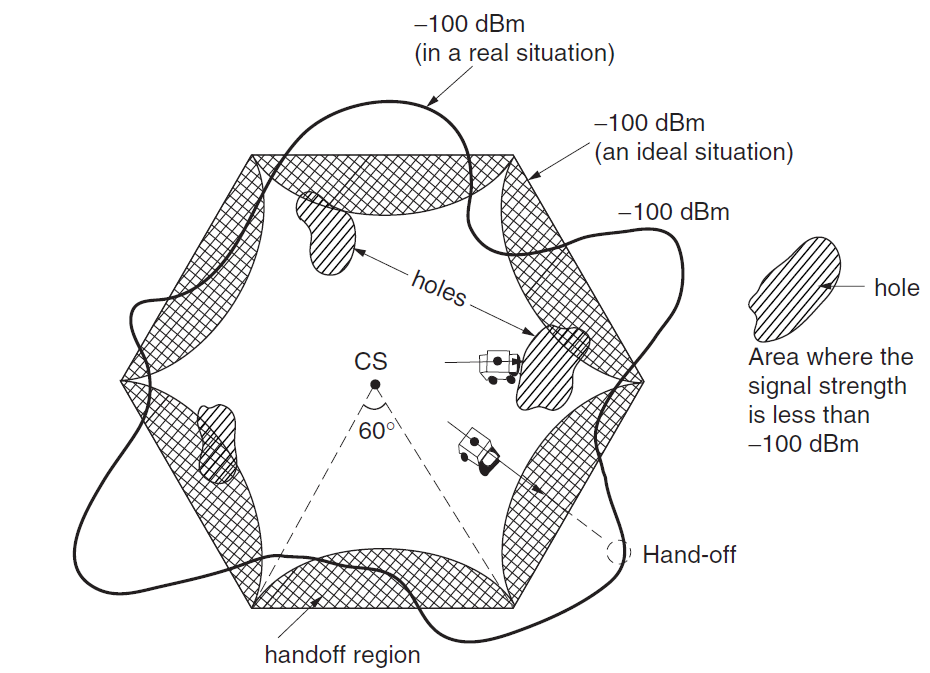 –100 dBm
(in a real situation)
–100 dBm
(an ideal situation)
–100 dBm
holes
hole
CS
60°
Area where the
signal strength
is less than
–100 dBm
Hand-off
handoff region